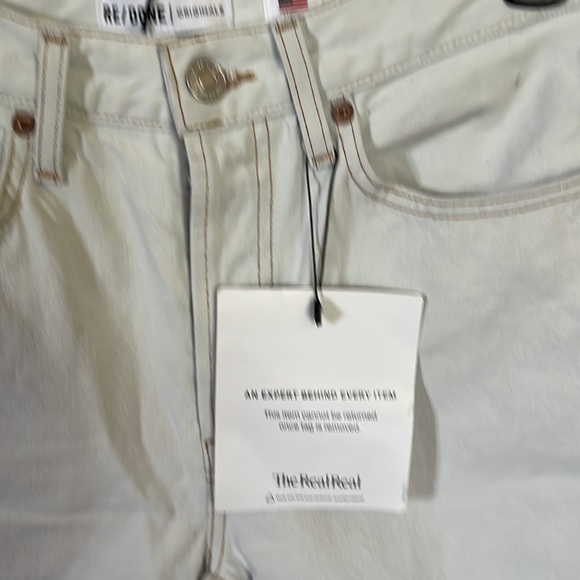 RE/DONE | ORIGINALS
AN EXPERT BEHIND EVERY ITEM
This item cannot be returned
once tag is removed.
The RealReal